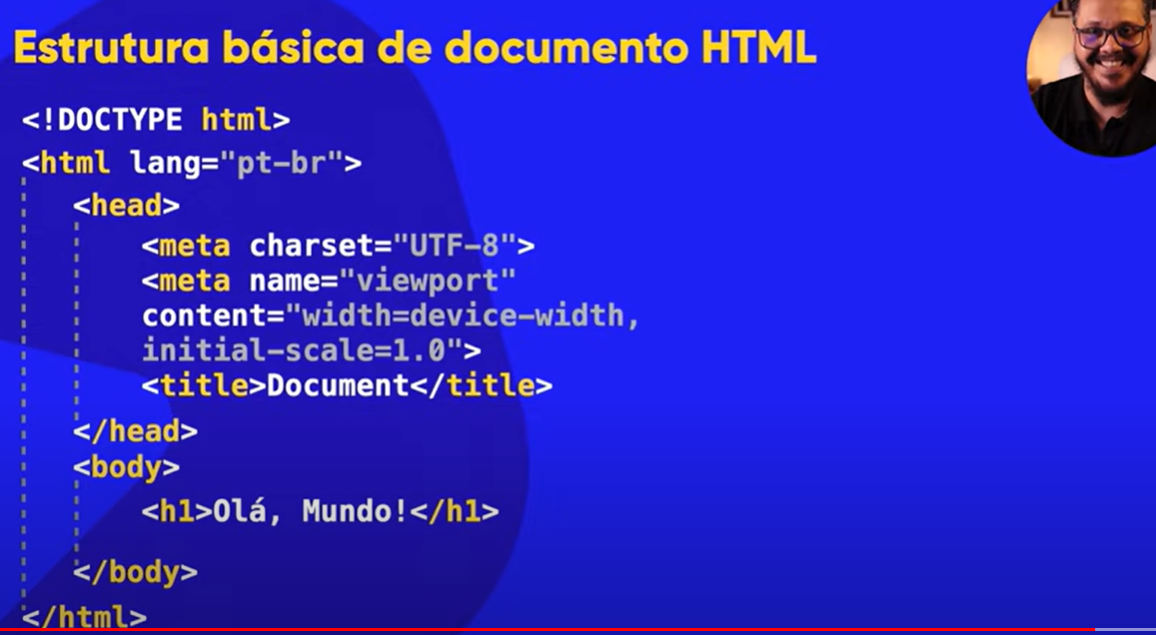 Estrutura básica de documento HTML
<!DOCTYPE html>
<html lang="pt-br">
<head>
<meta charset="UTF-8">
<meta name="viewport"
content="width=device-width,
initial-scale=1.0">
<title>Document</title>
</head>
<body>
<h1>Olá, Mundo!</h1>
</body>
</html>